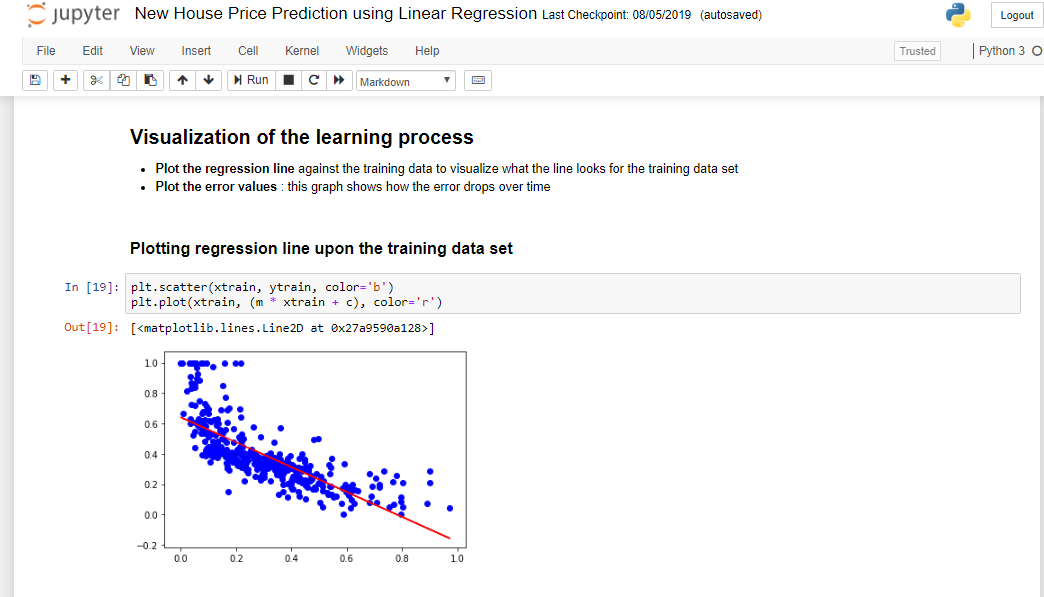 jupyter New House Price Prediction using Linear Regression Last Checkpoint: 08/05/2019 (autosaved) Logout
File Edit View Insert Cell Kernel Widgets Help Trusted Python 3
Run Markdown
Visualization of the learning process
• Plot the regression line against the training data to visualize what the line looks for the training data set
• Plot the error values : this graph shows how the error drops over time
Plotting regression line upon the training data set
In [19]: plt.scatter(xtrain, ytrain, color='b')
plt.plot(xtrain, (m * xtrain + c), color='r')
Out[19]: [<matplotlib.lines.Line2D at 0x27a9590a128>]
1.0
0.8
0.6
0.4
0.2
0.0
−0.2
0.0 0.2 0.4 0.6 0.8 1.0